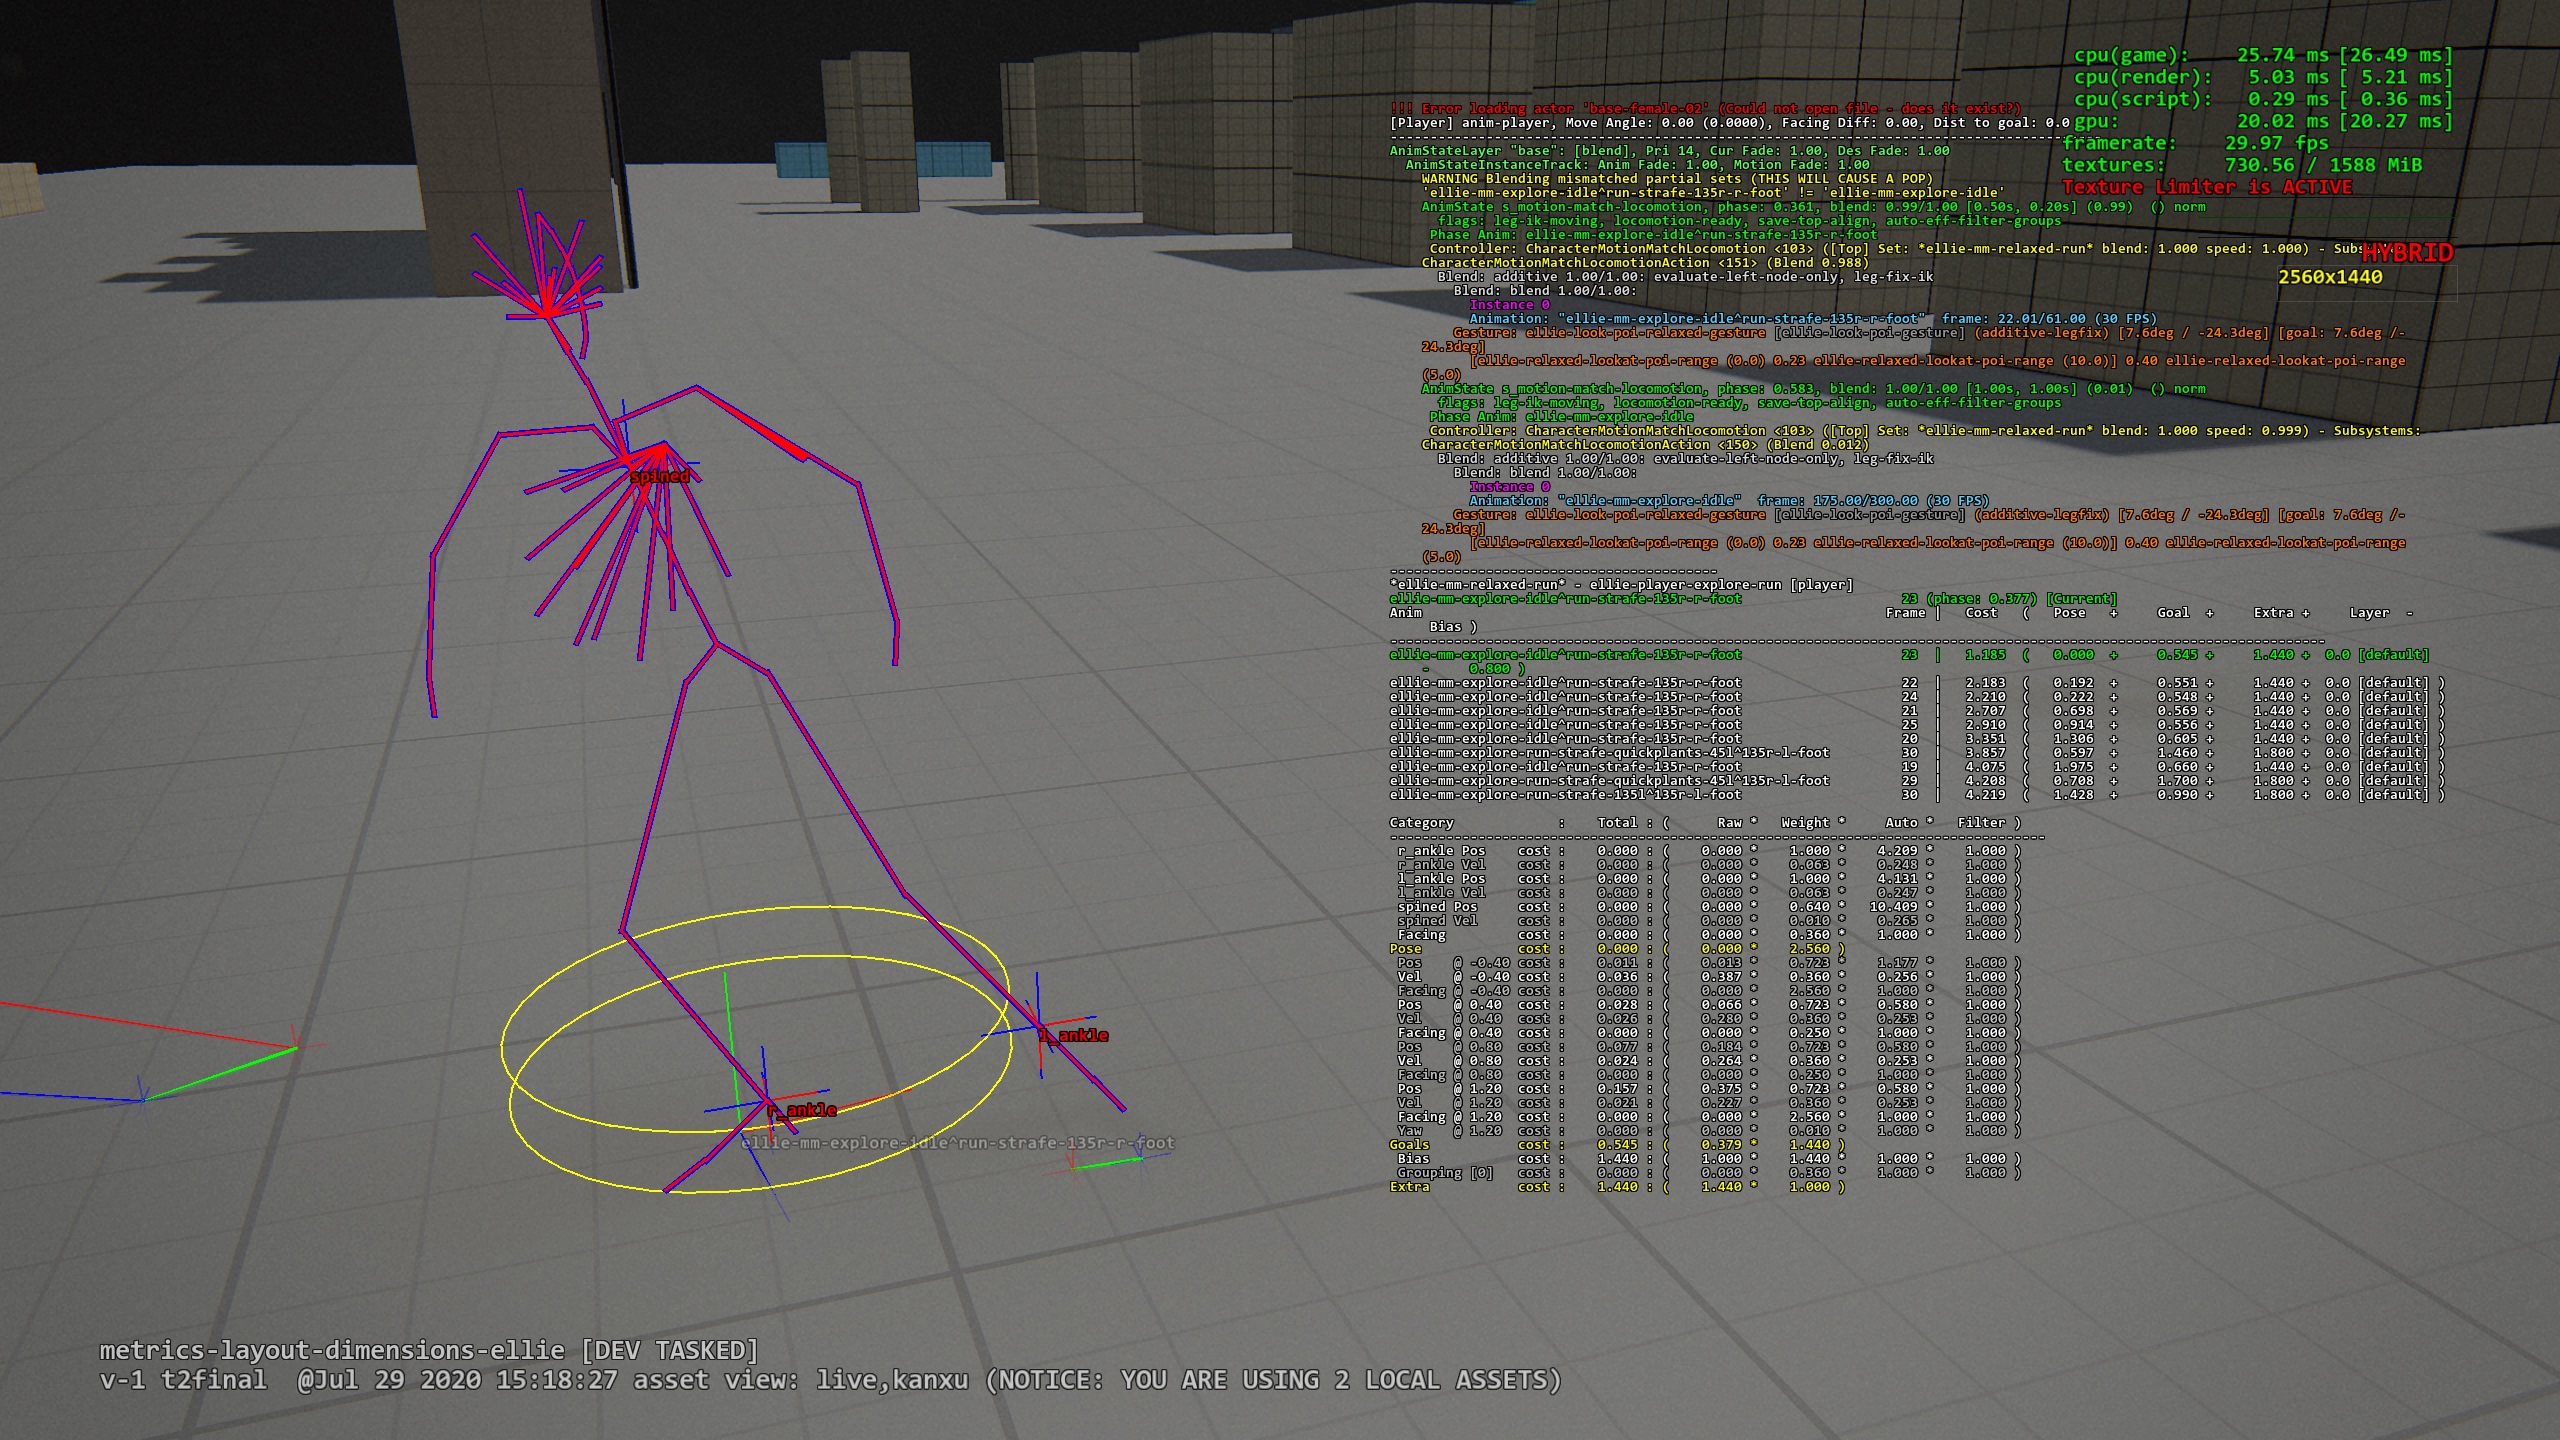 cpu(game): 25.74 ms [26.49 ms]
cpu(render): 5.03 ms [ 5.21 ms]
cpu(script): 0.29 ms [ 0.36 ms]
gpu: 20.02 ms [20.27 ms]
framerate: 29.97 fps
textures: 730.56 / 1588 MiB
Texture Limiter is ACTIVE
HYBRID
2560x1440
!!! Error loading actor 'base-female-02' (Could not open file - does it exist?)
[Player] anim-player, Move Angle: 0.00 (0.0000), Facing Diff: 0.00, Dist to goal: 0.0
AnimStateLayer "base": [blend], Pri 14, Cur Fade: 1.00, Des Fade: 1.00
AnimStateInstanceTrack: Anim Fade: 1.00, Motion Fade: 1.00
WARNING Blending mismatched partial sets (THIS WILL CAUSE A POP)
'ellie-mm-explore-idle^run-strafe-135r-r-foot' != 'ellie-mm-explore-idle'
AnimState s_motion-match-locomotion, phase: 0.361, blend: 0.99/1.00 [0.50s, 0.20s] (0.99) () norm
flags: leg-ik-moving, locomotion-ready, save-top-align, auto-eff-filter-groups
Phase Anim: ellie-mm-explore-idle^run-strafe-135r-r-foot
Controller: CharacterMotionMatchLocomotion <103> ([Top] Set: *ellie-mm-relaxed-run* blend: 1.000 speed: 1.000) -
CharacterMotionMatchLocomotionAction <151> (Blend 0.988)
Blend: additive 1.00/1.00: evaluate-left-node-only, leg-fix-ik
Blend: blend 1.00/1.00:
Instance 0
Animation: "ellie-mm-explore-idle^run-strafe-135r-r-foot" frame: 22.01/61.00 (30 FPS)
Gesture: ellie-look-poi-relaxed-gesture [ellie-look-poi-gesture] (additive-legfix) [7.6deg / -24.3deg] [goal: 7.6deg /-
24.3deg]
[ellie-relaxed-lookat-poi-range (0.0) 0.23 ellie-relaxed-lookat-poi-range (10.0)] 0.40 ellie-relaxed-lookat-poi-range
(5.0)
AnimState s_motion-match-locomotion, phase: 0.583, blend: 1.00/1.00 [1.00s, 1.00s] (0.01) () norm
flags: leg-ik-moving, locomotion-ready, save-top-align, auto-eff-filter-groups
Phase Anim: ellie-mm-explore-idle
Controller: CharacterMotionMatchLocomotion <103> ([Top] Set: *ellie-mm-relaxed-run* blend: 1.000 speed: 0.999) - Subsystems:
CharacterMotionMatchLocomotionAction <150> (Blend 0.012)
Blend: additive 1.00/1.00: evaluate-left-node-only, leg-fix-ik
Blend: blend 1.00/1.00:
Instance 0
Animation: "ellie-mm-explore-idle" frame: 175.00/300.00 (30 FPS)
Gesture: ellie-look-poi-relaxed-gesture [ellie-look-poi-gesture] (additive-legfix) [7.6deg / -24.3deg] [goal: 7.6deg /-
24.3deg]
[ellie-relaxed-lookat-poi-range (0.0) 0.23 ellie-relaxed-lookat-poi-range (10.0)] 0.40 ellie-relaxed-lookat-poi-range
(5.0)
*ellie-mm-relaxed-run* - ellie-player-explore-run [player]
ellie-mm-explore-idle^run-strafe-135r-r-foot 23 (phase: 0.377) [Current]
Anim Frame | Cost ( Pose + Goal + Extra + Layer -
Bias )
ellie-mm-explore-idle^run-strafe-135r-r-foot 23 | 1.185 ( 0.000 + 0.545 + 1.440 + 0.0 [default]
- 0.800 )
ellie-mm-explore-idle^run-strafe-135r-r-foot 22 | 2.183 ( 0.192 + 0.551 + 1.440 + 0.0 [default] )
ellie-mm-explore-idle^run-strafe-135r-r-foot 24 | 2.210 ( 0.222 + 0.548 + 1.440 + 0.0 [default] )
ellie-mm-explore-idle^run-strafe-135r-r-foot 21 | 2.707 ( 0.698 + 0.569 + 1.440 + 0.0 [default] )
ellie-mm-explore-idle^run-strafe-135r-r-foot 25 | 2.910 ( 0.914 + 0.556 + 1.440 + 0.0 [default] )
ellie-mm-explore-idle^run-strafe-135r-r-foot 20 | 3.351 ( 1.306 + 0.605 + 1.440 + 0.0 [default] )
ellie-mm-explore-run-strafe-quickplants-45l^135r-l-foot 30 | 3.857 ( 0.597 + 1.460 + 1.800 + 0.0 [default] )
ellie-mm-explore-idle^run-strafe-135r-r-foot 19 | 4.075 ( 1.975 + 0.660 + 1.440 + 0.0 [default] )
ellie-mm-explore-run-strafe-quickplants-45l^135r-l-foot 29 | 4.208 ( 0.708 + 1.700 + 1.800 + 0.0 [default] )
ellie-mm-explore-run-strafe-135l^135r-l-foot 30 | 4.219 ( 1.428 + 0.990 + 1.800 + 0.0 [default] )
Category : Total : ( Raw * Weight * Auto * Filter )
r_ankle Pos cost : 0.000 : ( 0.000 * 1.000 * 4.209 * 1.000 )
r_ankle Vel cost : 0.000 : ( 0.000 * 0.063 * 0.248 * 1.000 )
l_ankle Pos cost : 0.000 : ( 0.000 * 1.000 * 4.131 * 1.000 )
l_ankle Vel cost : 0.000 : ( 0.000 * 0.063 * 0.247 * 1.000 )
spined Pos cost : 0.000 : ( 0.000 * 0.640 * 10.409 * 1.000 )
spined Vel cost : 0.000 : ( 0.000 * 0.010 * 0.265 * 1.000 )
Facing cost : 0.000 : ( 0.000 * 0.360 * 1.000 * 1.000 )
Pose cost : 0.000 : ( 0.000 * 2.560 )
Pos @ -0.40 cost : 0.011 : ( 0.013 * 0.723 * 1.177 * 1.000 )
Vel @ -0.40 cost : 0.036 : ( 0.387 * 0.360 * 0.256 * 1.000 )
Facing @ -0.40 cost : 0.000 : ( 0.000 * 2.560 * 1.000 * 1.000 )
Pos @ 0.40 cost : 0.028 : ( 0.066 * 0.723 * 0.580 * 1.000 )
Vel @ 0.40 cost : 0.026 : ( 0.280 * 0.360 * 0.253 * 1.000 )
Facing @ 0.40 cost : 0.000 : ( 0.000 * 0.250 * 1.000 * 1.000 )
Pos @ 0.80 cost : 0.077 : ( 0.184 * 0.723 * 0.580 * 1.000 )
Vel @ 0.80 cost : 0.024 : ( 0.264 * 0.360 * 0.253 * 1.000 )
Facing @ 0.80 cost : 0.000 : ( 0.000 * 0.250 * 1.000 * 1.000 )
Pos @ 1.20 cost : 0.157 : ( 0.375 * 0.723 * 0.580 * 1.000 )
Vel @ 1.20 cost : 0.021 : ( 0.227 * 0.360 * 0.253 * 1.000 )
Facing @ 1.20 cost : 0.000 : ( 0.000 * 2.560 * 1.000 * 1.000 )
Yaw @ 1.20 cost : 0.000 : ( 0.000 * 0.010 * 1.000 * 1.000 )
Goals cost : 0.545 : ( 0.379 * 1.440 )
Bias cost : 1.440 : ( 1.000 * 1.440 * 1.000 * 1.000 )
Grouping [0] cost : 0.000 : ( 0.000 * 0.360 * 1.000 * 1.000 )
Extra cost : 1.440 : ( 1.440 * 1.000 )
spined
l_ankle
r_ankle
ellie-mm-explore-idle^run-strafe-135r-r-foot
metrics-layout-dimensions-ellie [DEV TASKED]
v-1 t2final @Jul 29 2020 15:18:27 asset view: live,kanxu (NOTICE: YOU ARE USING 2 LOCAL ASSETS)